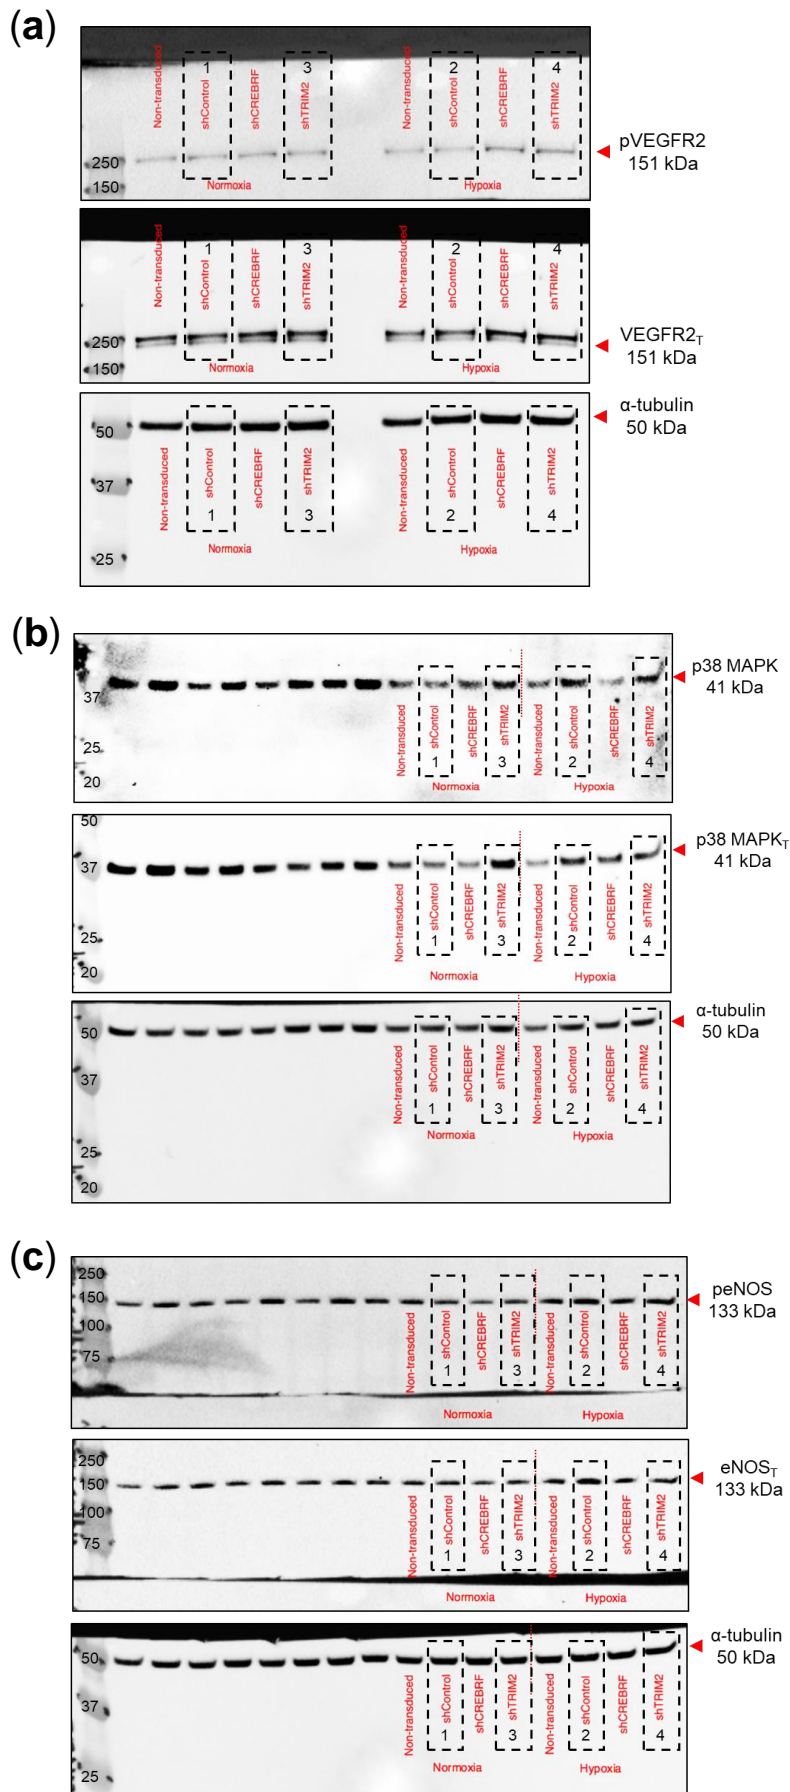 (a)
Non-transduced
1
shControl
shCREBRF
3
shTRIM2
Non-transduced
2
shControl
shCREBRF
4
shTRIM2
250
150
Normoxia
Hypoxia
pVEGFR2
151 kDa
Non-transduced
1
shControl
shCREBRF
3
shTRIM2
Non-transduced
2
shControl
shCREBRF
4
shTRIM2
250
150
Normoxia
Hypoxia
VEGFR2T
151 kDa
50
37
25
Non-transduced
shControl
1
shCREBRF
shTRIM2
3
Non-transduced
shControl
2
shCREBRF
shTRIM2
4
Normoxia
Hypoxia
α-tubulin
50 kDa
(b)
37
25
20
Non-transduced
shControl
1
shCREBRF
shTRIM2
3
Non-transduced
shControl
2
shCREBRF
shTRIM2
4
Normoxia
Hypoxia
p38 MAPK
41 kDa
50
37
25
20
Non-transduced
shControl
1
shCREBRF
shTRIM2
3
Non-transduced
shControl
2
shCREBRF
shTRIM2
4
Normoxia
Hypoxia
p38 MAPKT
41 kDa
50
37
25
20
Non-transduced
shControl
1
shCREBRF
shTRIM2
3
Non-transduced
shControl
2
shCREBRF
shTRIM2
4
Normoxia
Hypoxia
α-tubulin
50 kDa
(c)
250
150
100
75
Non-transduced
shControl
1
shCREBRF
shTRIM2
3
Non-transduced
shControl
2
shCREBRF
shTRIM2
4
Normoxia
Hypoxia
peNOS
133 kDa
250
150
100
75
Non-transduced
shControl
1
shCREBRF
shTRIM2
3
Non-transduced
shControl
2
shCREBRF
shTRIM2
4
Normoxia
Hypoxia
eNOST
133 kDa
50
37
25
Non-transduced
shControl
1
shCREBRF
shTRIM2
3
Non-transduced
shControl
2
shCREBRF
shTRIM2
4
Normoxia
Hypoxia
α-tubulin
50 kDa